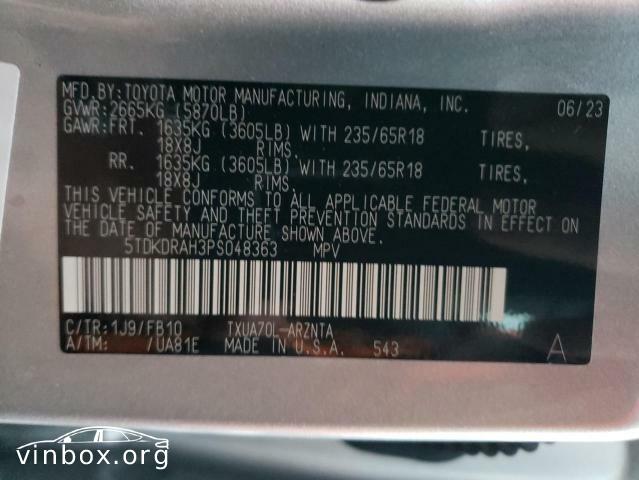 MFD.BY:TOYOTA MOTOR MANUFACTURING, INDIANA, INC. 06/23
GVWR:2665KG (5870LB)
GAWR:FRT. 1635KG (3605LB) WITH 235/65R18 TIRES,
18X8J RIMS.
RR. 1635KG (3605LB) WITH 235/65R18 TIRES,
18X8J RIMS.
THIS VEHICLE CONFORMS TO ALL APPLICABLE FEDERAL MOTOR
VEHICLE SAFETY AND THEFT PREVENTION STANDARDS IN EFFECT ON
THE DATE OF MANUFACTURE SHOWN ABOVE.
5TDKDRAH3PS048363 MPV
C/TR:1J9/FB10 TXUA70L-ARZNTA
A/TM: /UA81E MADE IN U.S.A. 543 A
vinbox.org